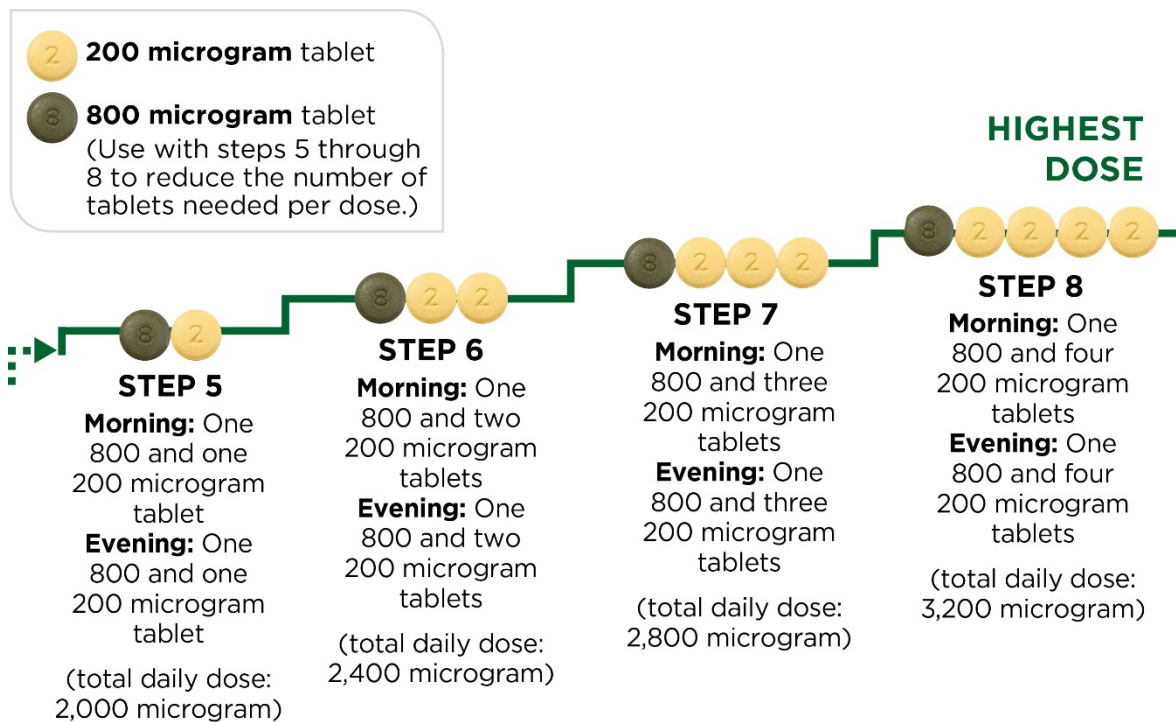 2 200 microgram tablet
8 800 microgram tablet
(Use with steps 5 through
8 to reduce the number of
tablets needed per dose.)
HIGHEST
DOSE
8 2
STEP 5
Morning: One
800 and one
200 microgram
tablet
Evening: One
800 and one
200 microgram
tablet
(total daily dose:
2,000 microgram)
8 2 2
STEP 6
Morning: One
800 and two
200 microgram
tablets
Evening: One
800 and two
200 microgram
tablets
(total daily dose:
2,400 microgram)
8 2 2 2
STEP 7
Morning: One
800 and three
200 microgram
tablets
Evening: One
800 and three
200 microgram
tablets
(total daily dose:
2,800 microgram)
8 2 2 2 2
STEP 8
Morning: One
800 and four
200 microgram
tablets
Evening: One
800 and four
200 microgram
tablets
(total daily dose:
3,200 microgram)